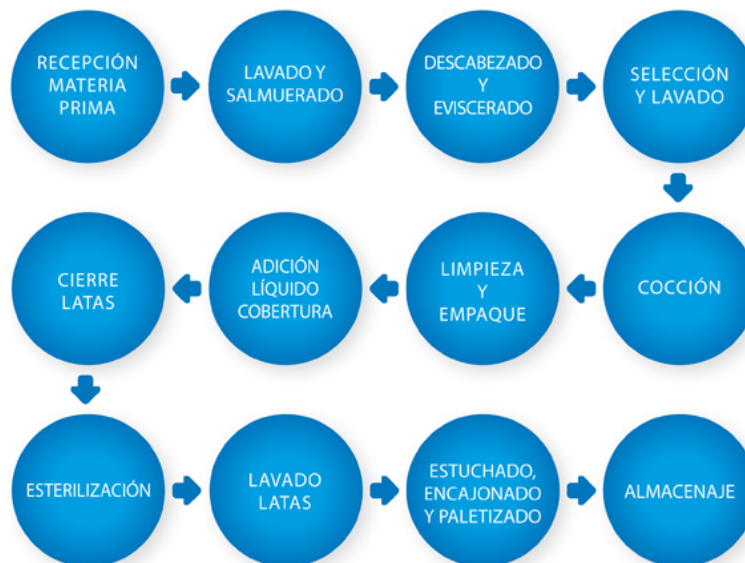 RECEPCIÓN
MATERIA
PRIMA
LAVADO Y
SALMUERADO
DESCABEZADO
Y
EVISCERADO
SELECCIÓN
Y LAVADO
COCCIÓN
LIMPIEZA
Y
EMPAQUE
ADICIÓN
LÍQUIDO
COBERTURA
CIERRE
LATAS
ESTERILIZACIÓN
LAVADO
LATAS
ESTUCHADO,
ENCAJONADO
Y PALETIZADO
ALMACENAJE